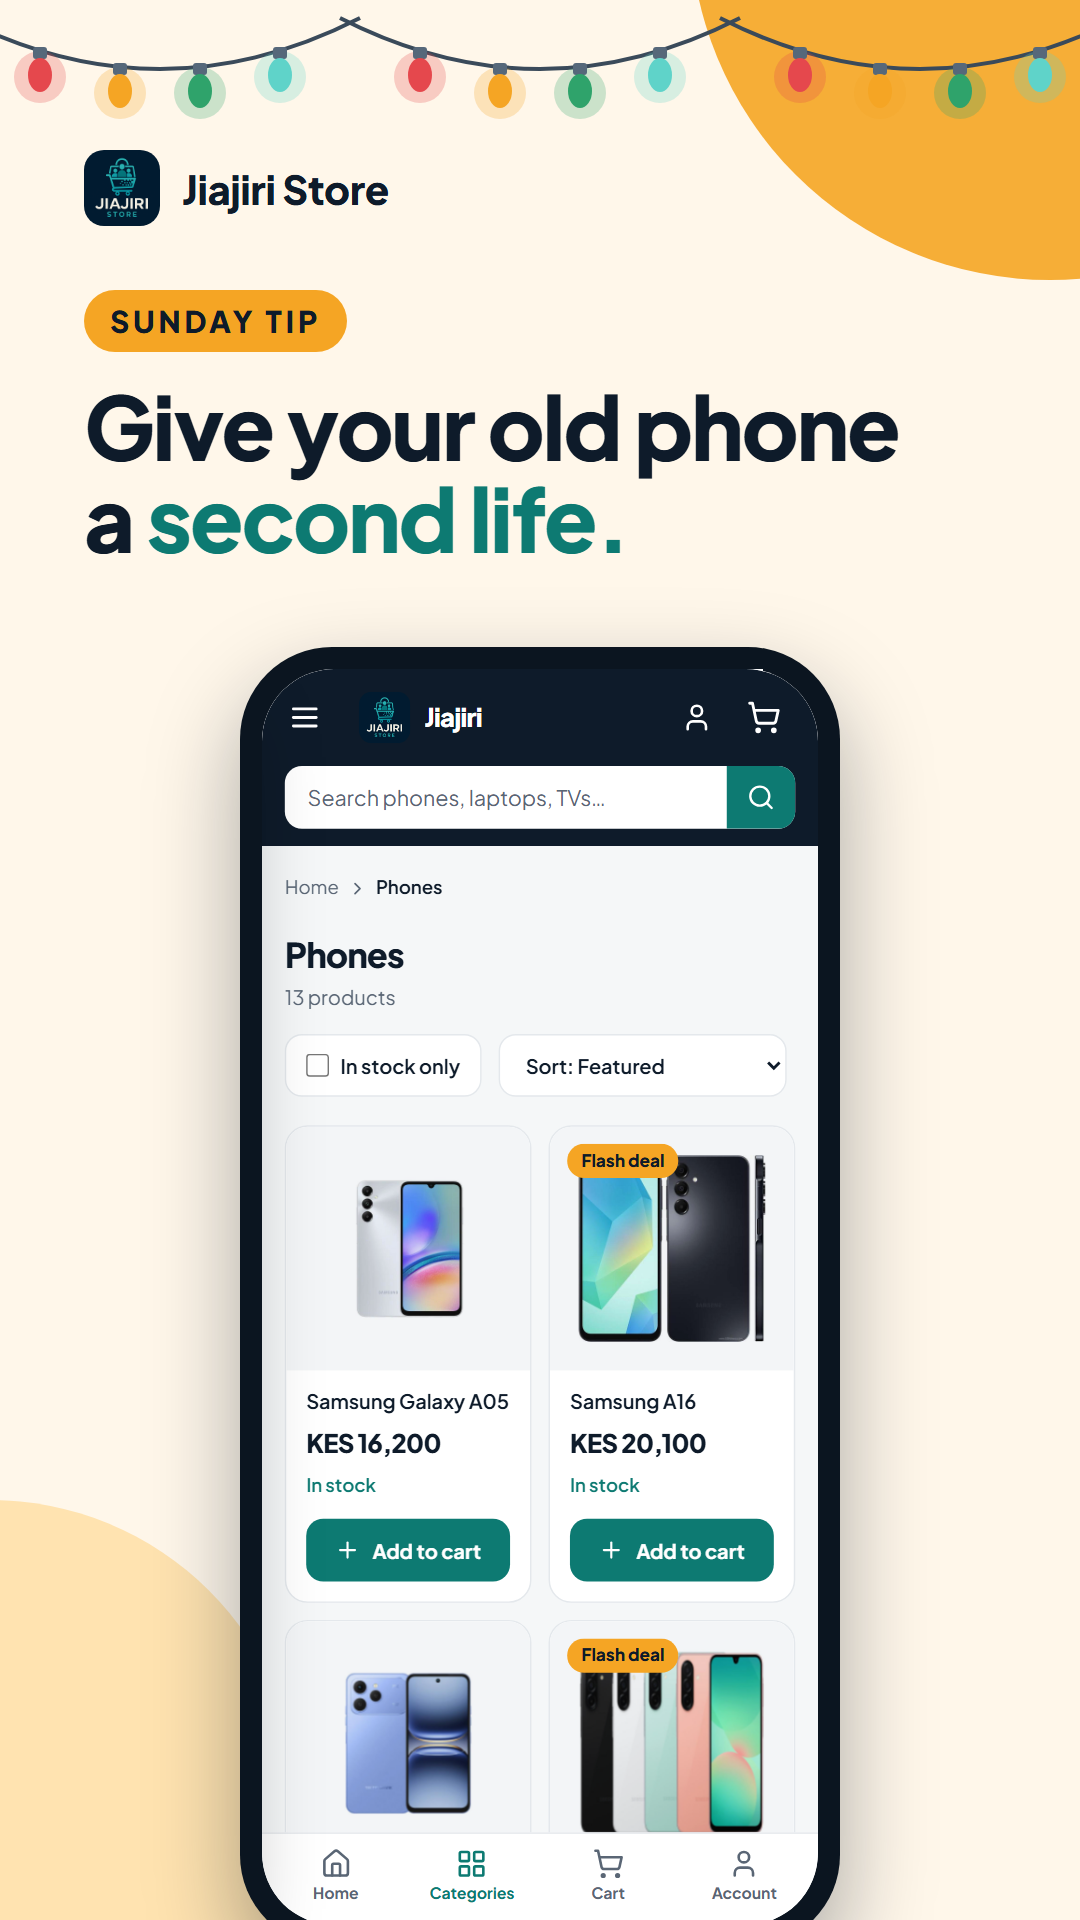 JIAJIRI
STORE
Jiajiri Store
SUNDAY TIP
Give your old phone
a second life.
JIAJIRI
STORE
Jiajiri
Search phones, laptops, TVs...
Home > Phones
Phones
13 products
In stock only
Sort: Featured
Flash deal
Samsung Galaxy A05
KES 16,200
In stock
+ Add to cart
Samsung A16
KES 20,100
In stock
+ Add to cart
Flash deal
Home
Categories
Cart
Account